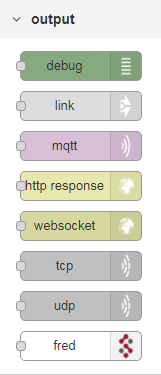 output
debug
link
mqtt
http response
websocket
tcp
udp
fred